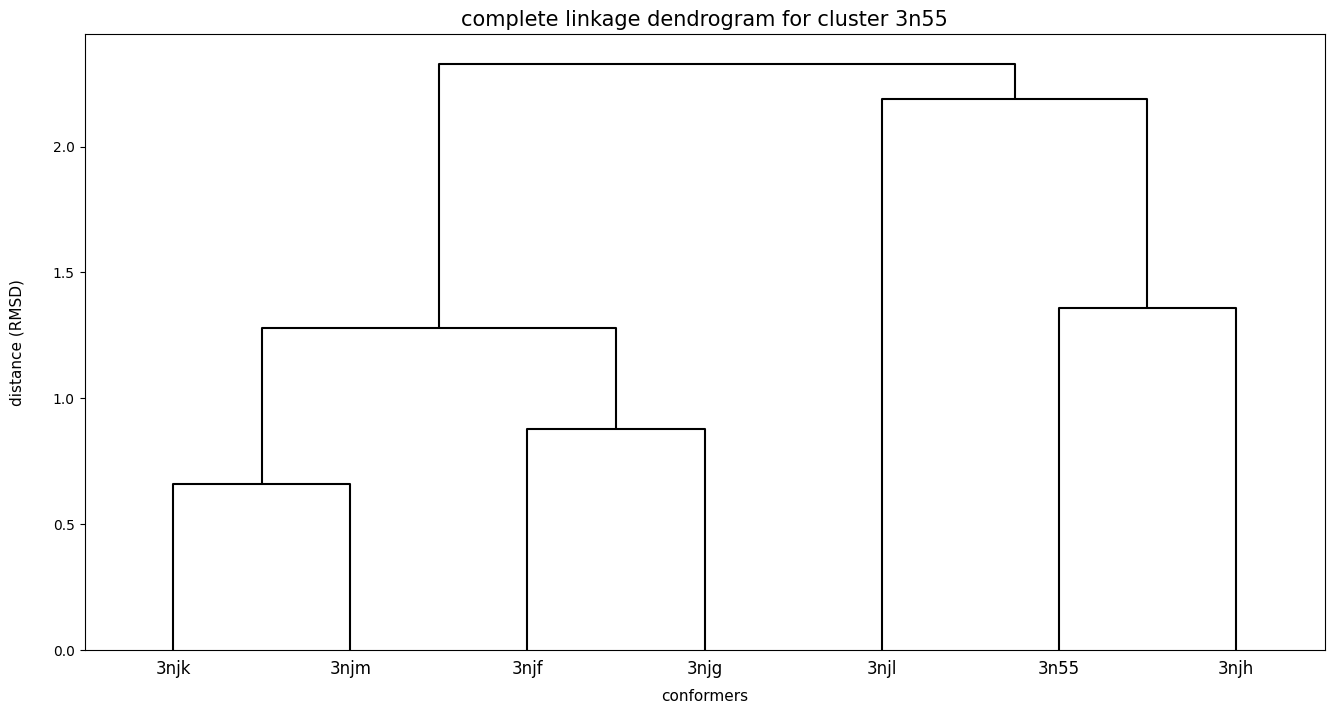 complete linkage dendrogram for cluster 3n55
distance (RMSD)
2.0
1.5
1.0
0.5
0.0
3njk 3njm 3njf 3njg 3njl 3n55 3njh
conformers